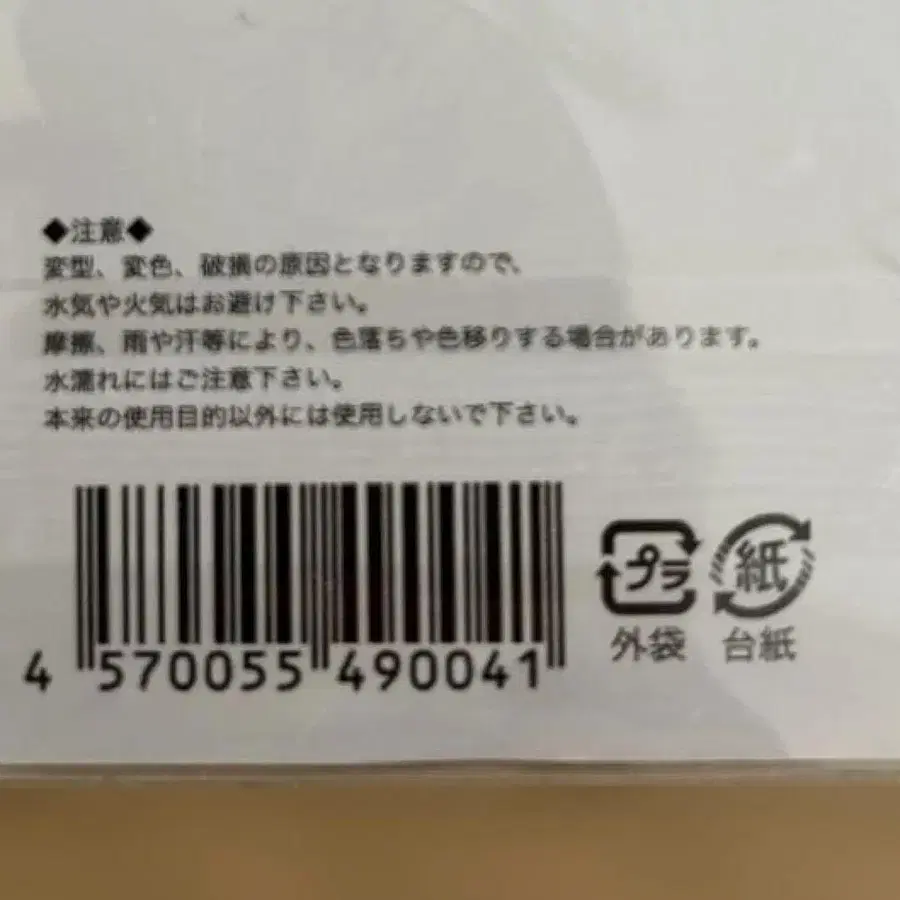 ◆注意◆
変型、変色、破損の原因となりますので、
水気や火気はお避け下さい。
摩擦、雨や汗等により、色落ちや色移りする場合があります。
水濡れにはご注意下さい。
本来の使用目的以外には使用しないで下さい。
プラ 紙
外袋 台紙
4 570055 490041